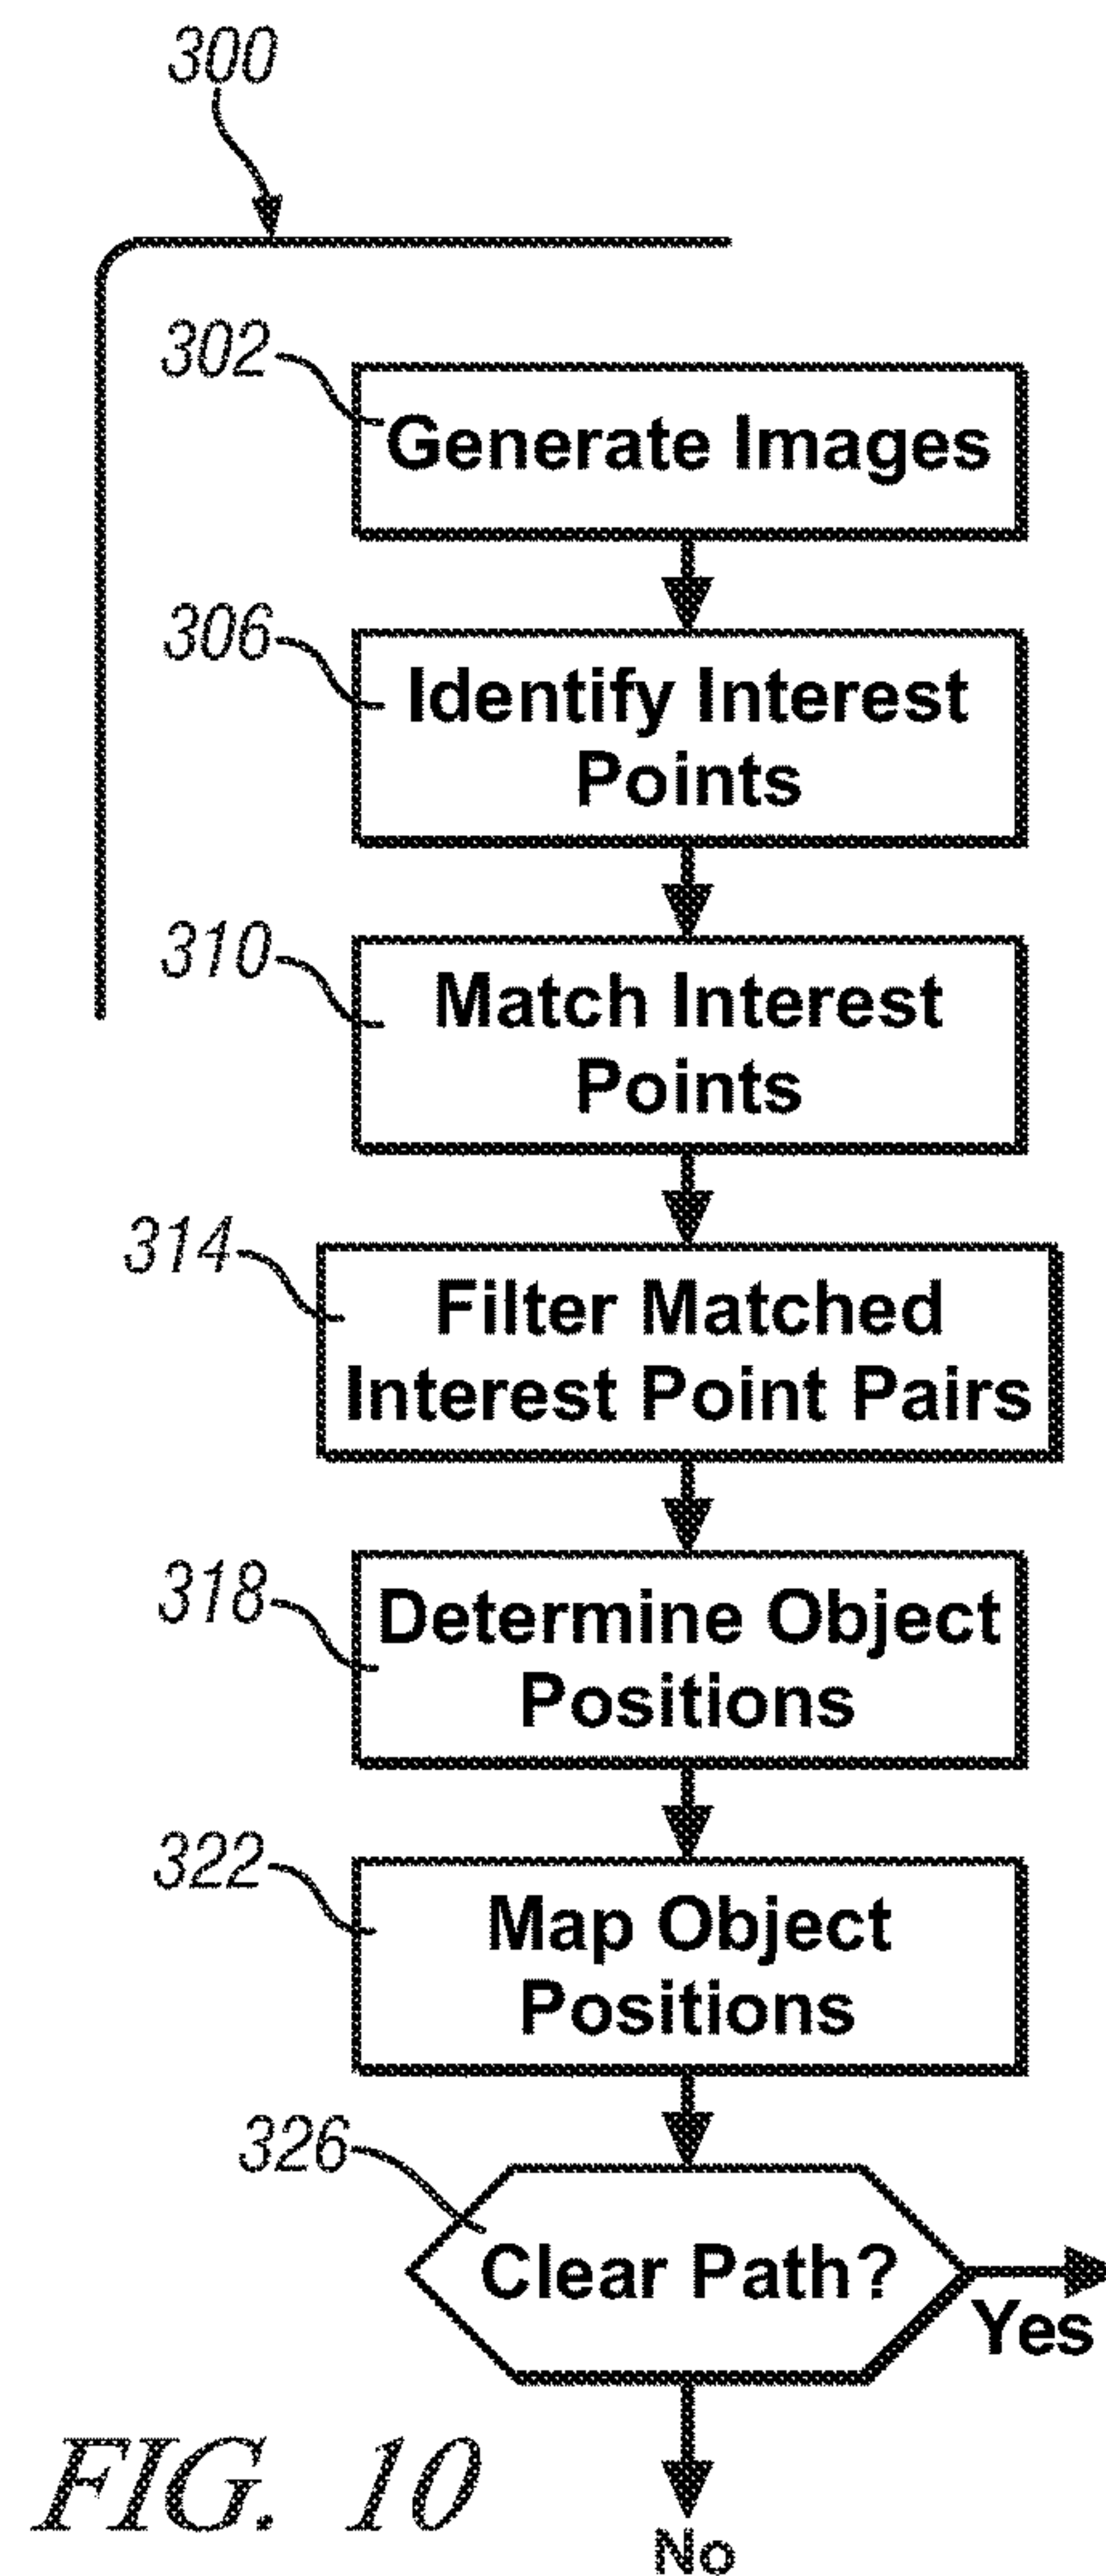 300
302
Generate Images
306
Identify Interest
Points
310
Match Interest
Points
314
Filter Matched
Interest Point Pairs
318
Determine Object
Positions
322
Map Object
Positions
326
Clear Path?
Yes
No
FIG. 10